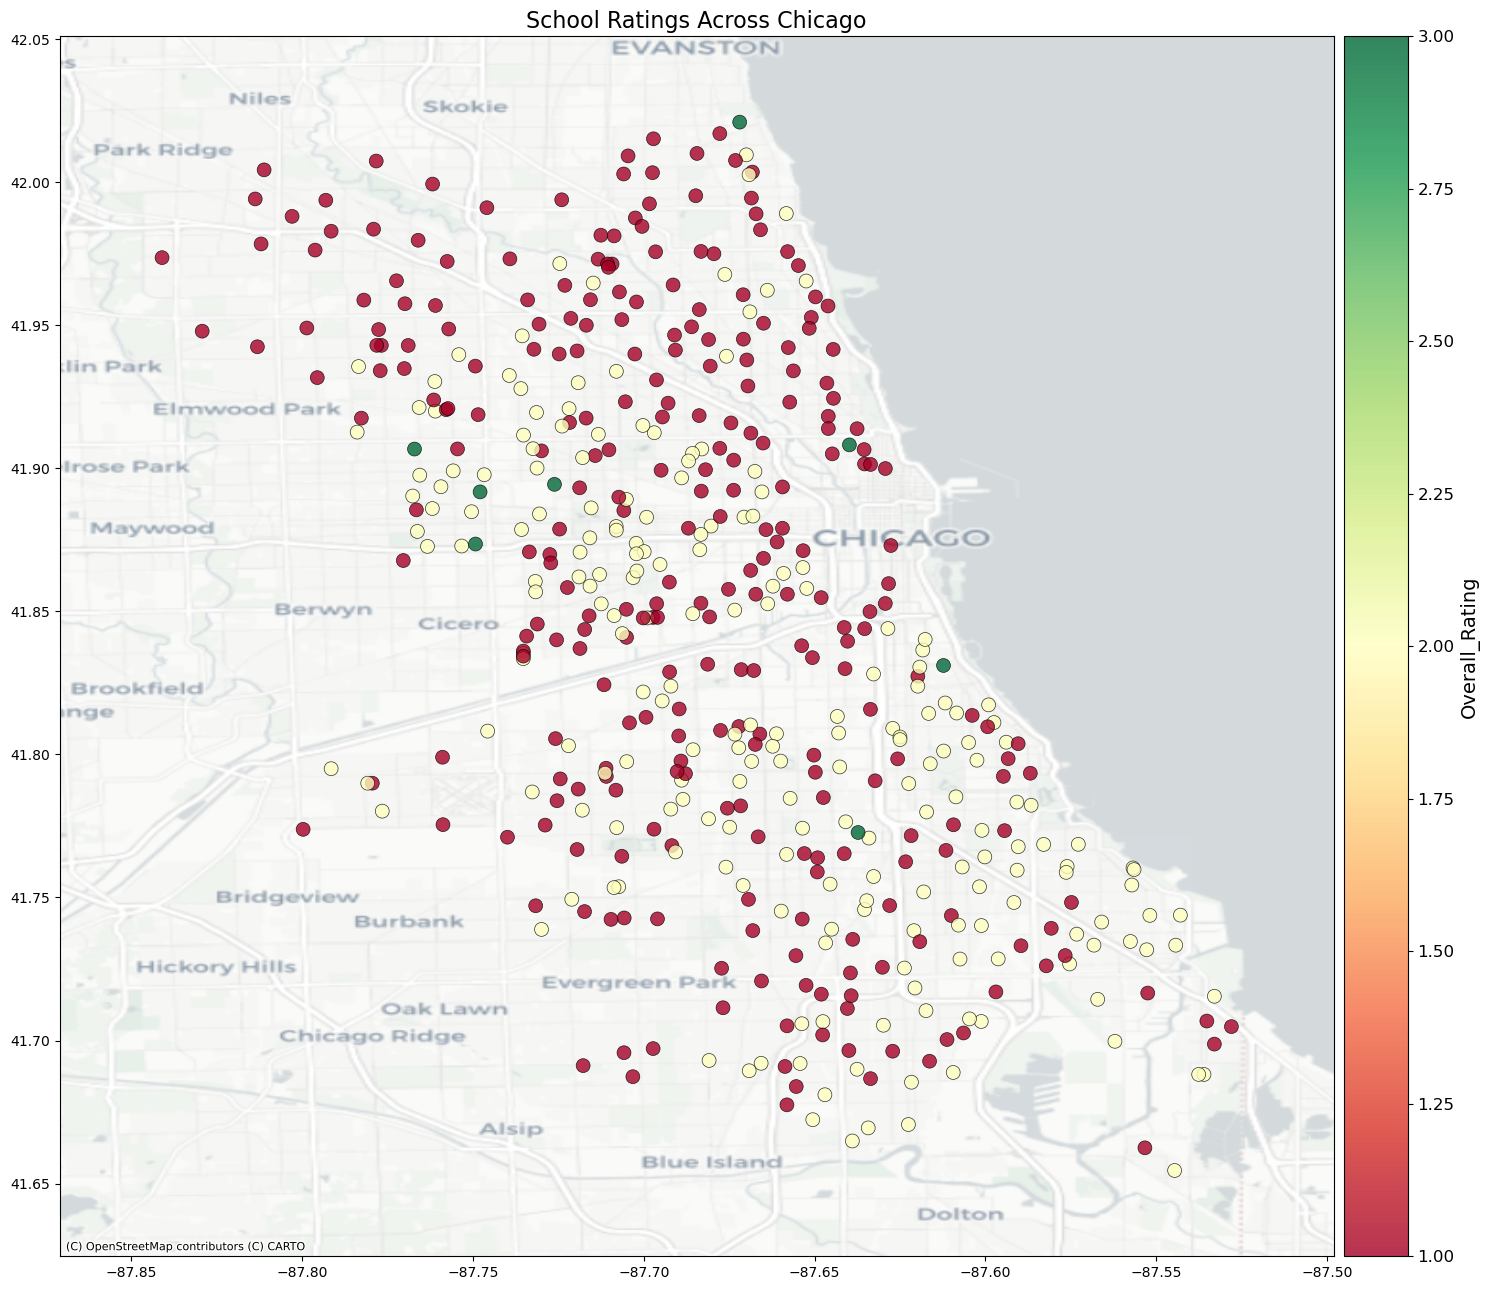 School Ratings Across Chicago
42.05
42.00
41.95
41.90
41.85
41.80
41.75
41.70
41.65
EVANSTON
Niles
Skokie
Park Ridge
klin Park
Elmwood Park
lrose Park
Maywood
CHICAGO
Berwyn
Cicero
Brookfield
ange
Bridgeview
Burbank
Hickory Hills
Evergreen Park
Oak Lawn
Chicago Ridge
Alsip
Blue Island
Dolton
(C) OpenStreetMap contributors (C) CARTO
−87.85
−87.80
−87.75
−87.70
−87.65
−87.60
−87.55
−87.50
3.00
2.75
2.50
2.25
2.00
1.75
1.50
1.25
1.00
Overall_Rating